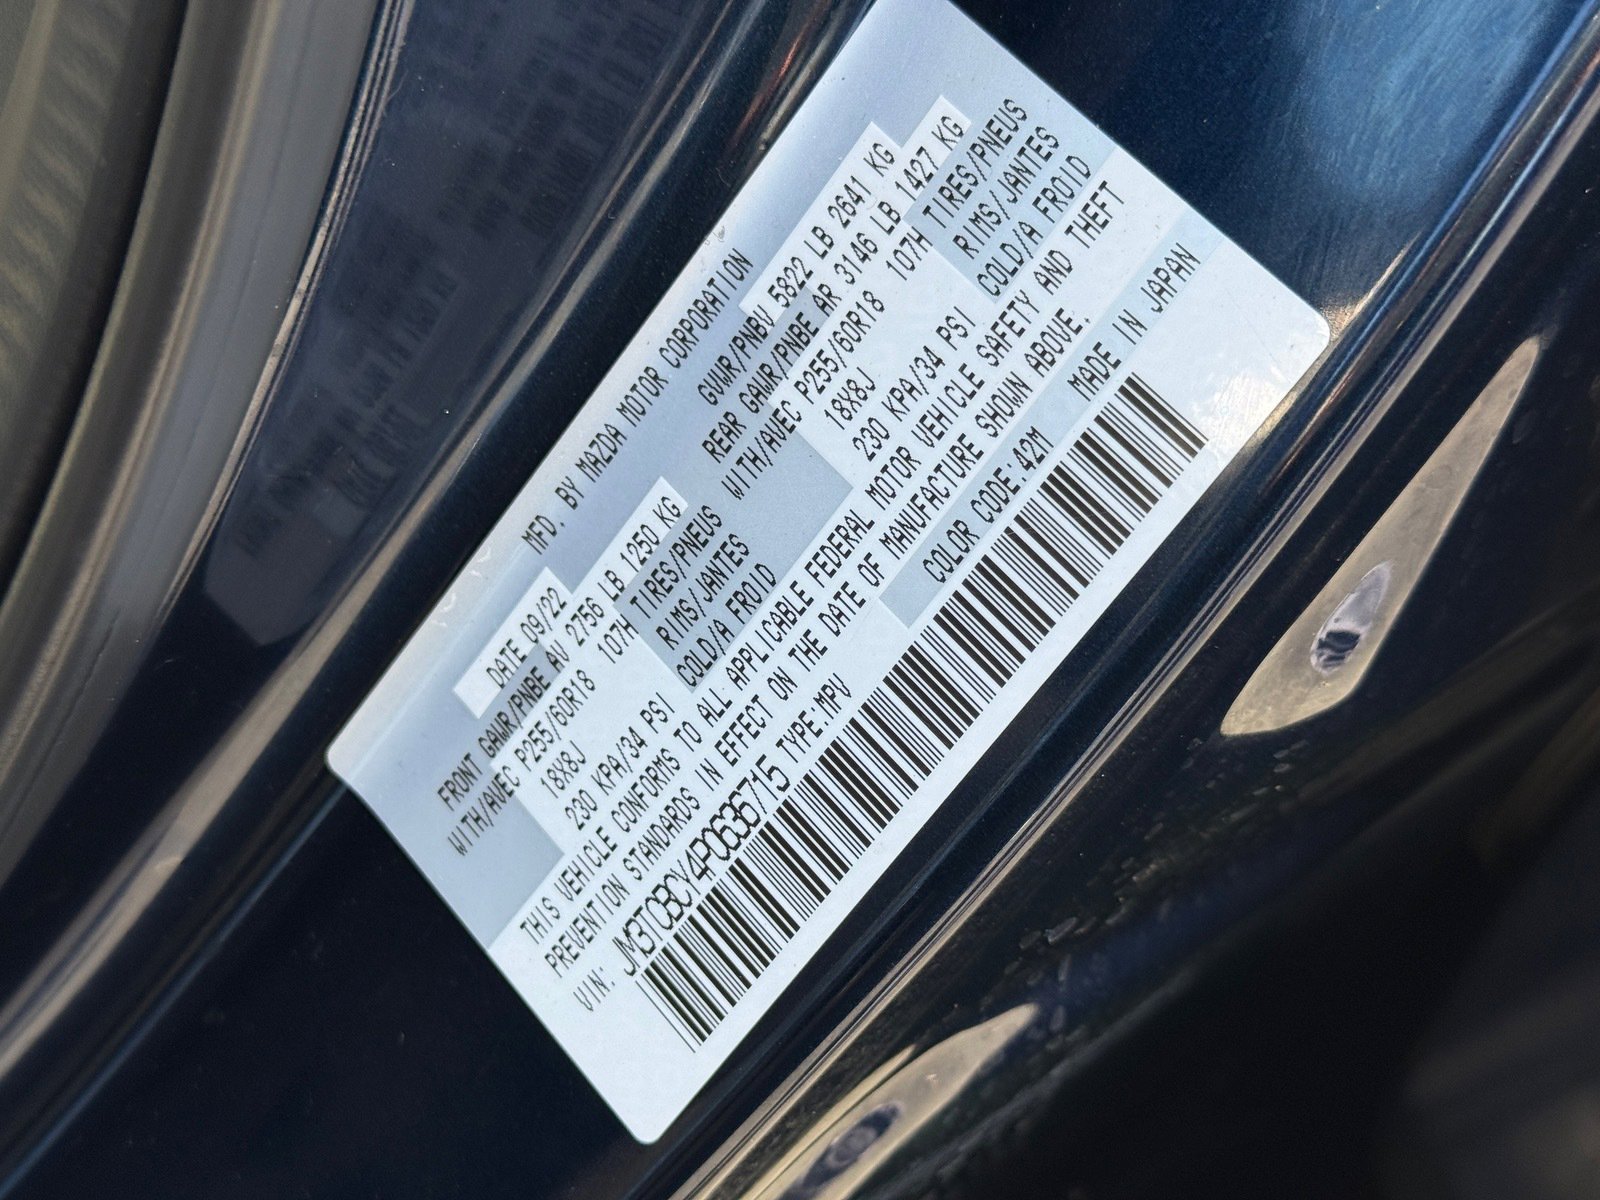 MFD. BY MAZDA MOTOR CORPORATION
DATE 09/22 GVWR/PNBV 5822 LB 2641 KG
FRONT GAWR/PNBE AV 2756 LB 1250 KG REAR GAWR/PNBE AR 3146 LB 1427 KG
WITH/AVEC P255/60R18 107H TIRES/PNEUS WITH/AVEC P255/60R18 107H TIRES/PNEUS
18X8J RIMS/JANTES 18X8J RIMS/JANTES
230 KPA/34 PSI COLD/A FROID 230 KPA/34 PSI COLD/A FROID
THIS VEHICLE CONFORMS TO ALL APPLICABLE FEDERAL MOTOR VEHICLE SAFETY AND THEFT
PREVENTION STANDARDS IN EFFECT ON THE DATE OF MANUFACTURE SHOWN ABOVE.
VIN: JM3TCBCY4P0636715 TYPE:MPV COLOR CODE:42M MADE IN JAPAN